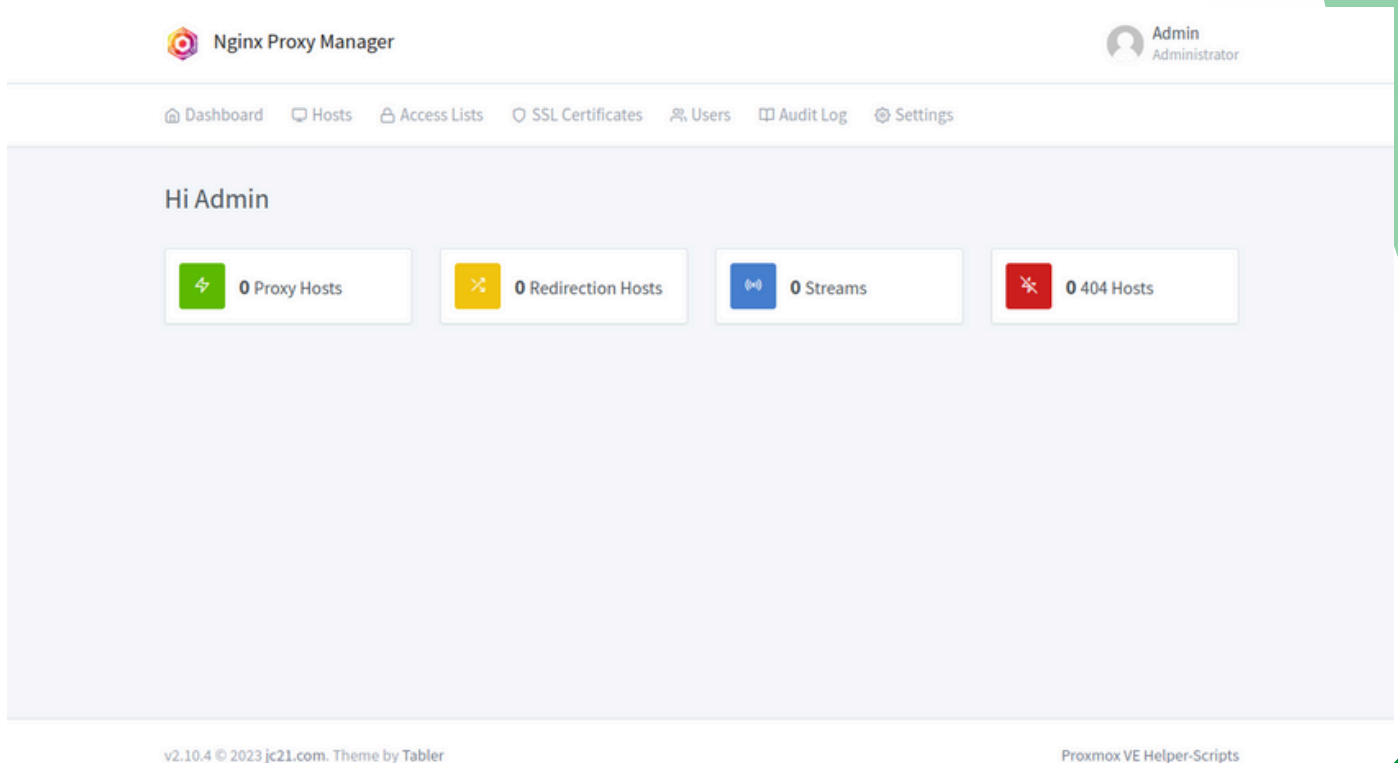 Nginx Proxy Manager
Admin
Administrator
Dashboard Hosts Access Lists SSL Certificates Users Audit Log Settings
Hi Admin
0 Proxy Hosts 0 Redirection Hosts 0 Streams 0 404 Hosts
v2.10.4 © 2023 jc21.com. Theme by Tabler Proxmox VE Helper-Scripts